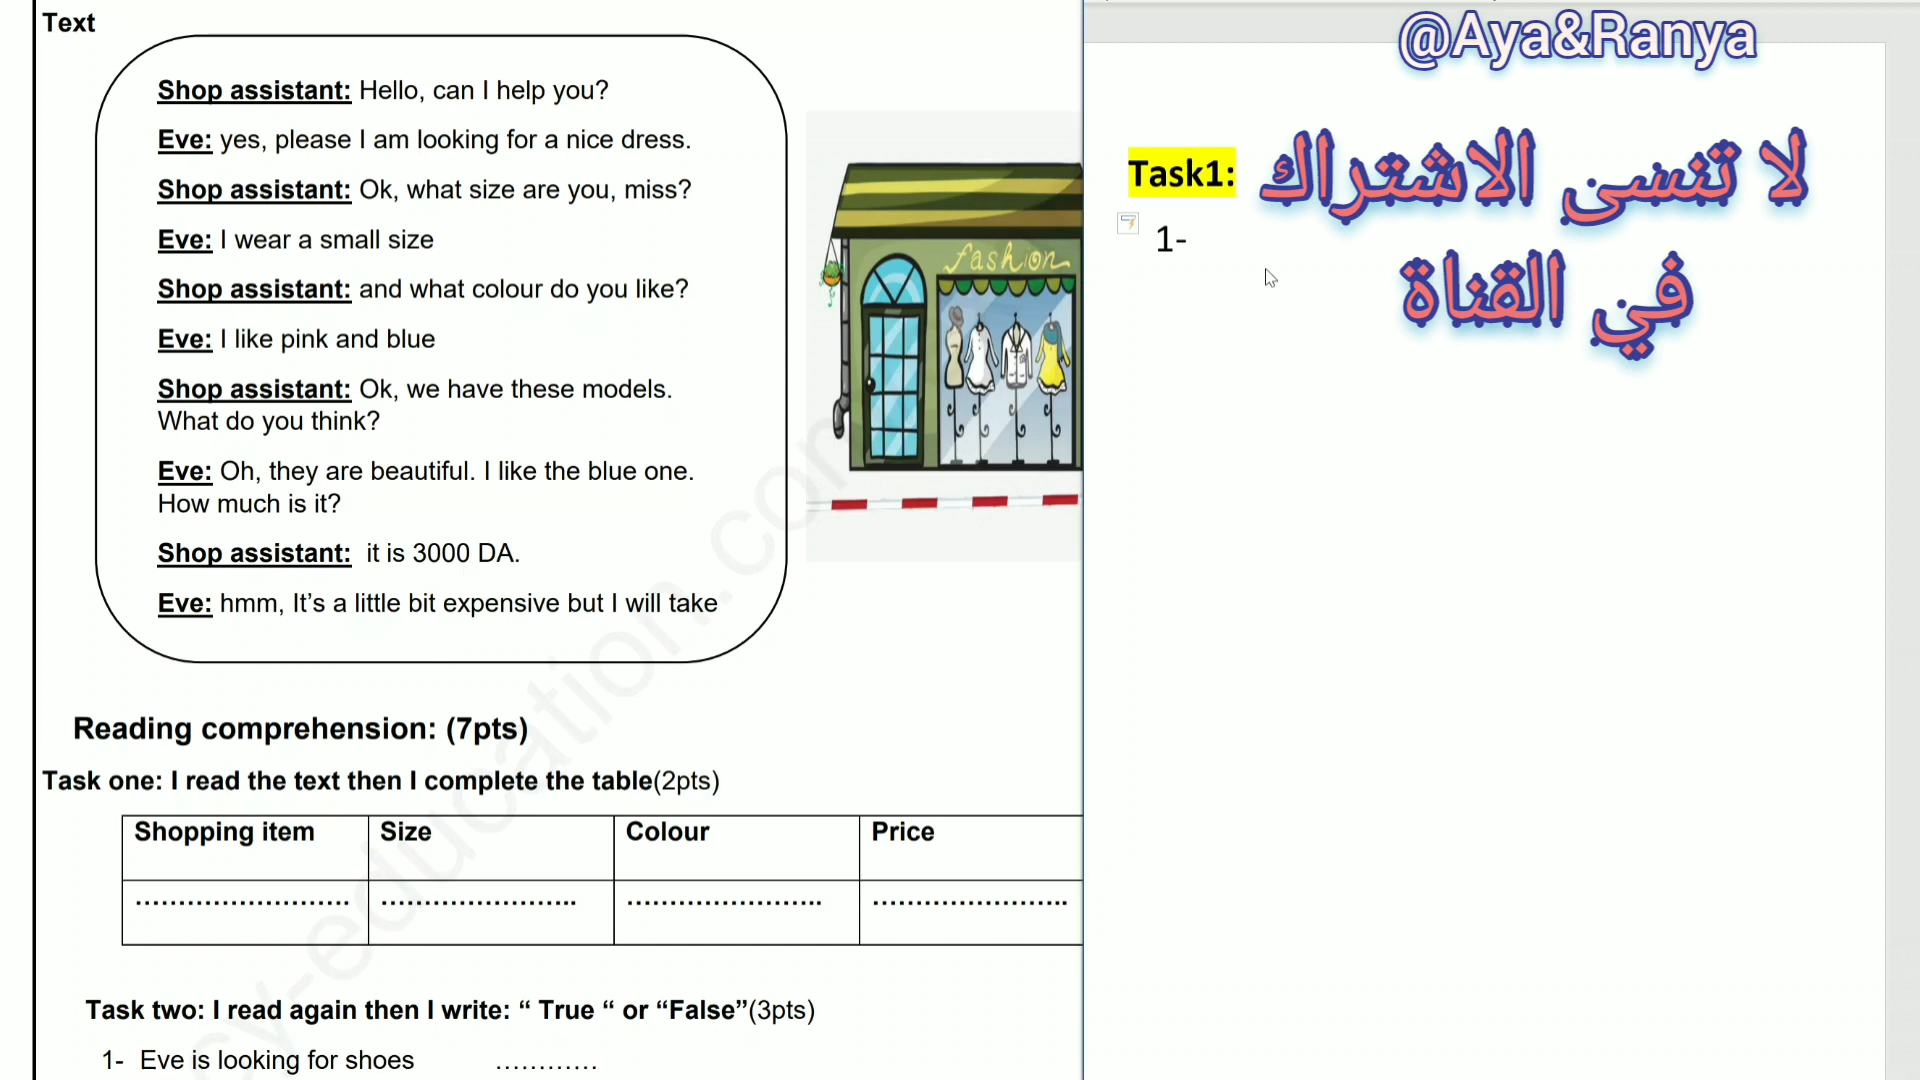 Text
Shop assistant: Hello, can I help you?
Eve: yes, please I am looking for a nice dress.
Shop assistant: Ok, what size are you, miss?
Eve: I wear a small size
Shop assistant: and what colour do you like?
Eve: I like pink and blue
Shop assistant: Ok, we have these models.
What do you think?
Eve: Oh, they are beautiful. I like the blue one.
How much is it?
Shop assistant: it is 3000 DA.
Eve: hmm, It’s a little bit expensive but I will take
fashion
Reading comprehension: (7pts)
Task one: I read the text then I complete the table(2pts)
Shopping item Size Colour Price
............................ ......................... ......................... .........................
Task two: I read again then I write: “ True “ or “False”(3pts)
1- Eve is looking for shoes ............
cy-education.com
@Aya&Ranya
Task1:
1-
لا تنسى الاشتراك
في القناة